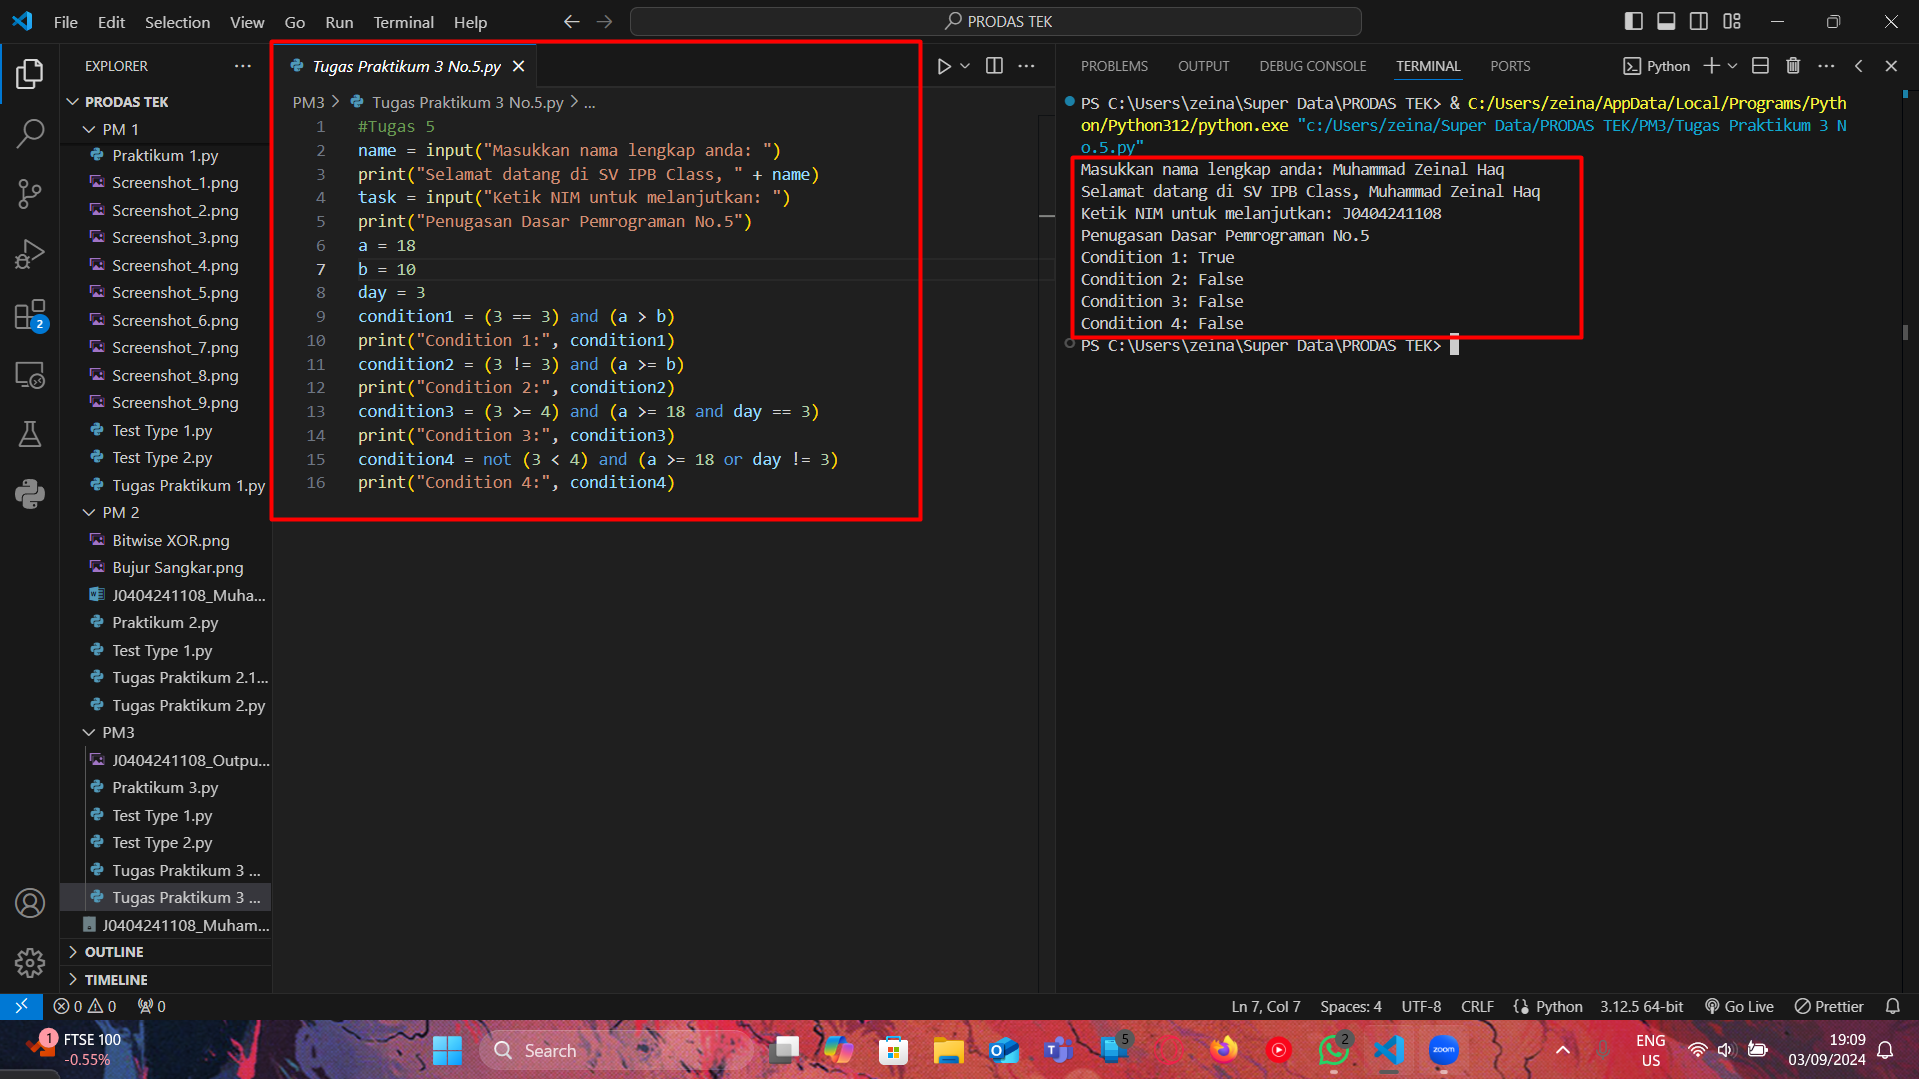 File Edit Selection View Go Run Terminal Help
PRODAS TEK
EXPLORER
PRODAS TEK
PM 1
Praktikum 1.py
Screenshot_1.png
Screenshot_2.png
Screenshot_3.png
Screenshot_4.png
Screenshot_5.png
Screenshot_6.png
Screenshot_7.png
Screenshot_8.png
Screenshot_9.png
Test Type 1.py
Test Type 2.py
Tugas Praktikum 1.py
PM 2
Bitwise XOR.png
Bujur Sangkar.png
J0404241108_Muha...
Praktikum 2.py
Test Type 1.py
Tugas Praktikum 2.1...
Tugas Praktikum 2.py
PM3
J0404241108_Outpu...
Praktikum 3.py
Test Type 1.py
Test Type 2.py
Tugas Praktikum 3 ...
Tugas Praktikum 3 ...
J0404241108_Muham...
OUTLINE
TIMELINE
2
Tugas Praktikum 3 No.5.py
PM3 > Tugas Praktikum 3 No.5.py > ...
1 #Tugas 5
2 name = input("Masukkan nama lengkap anda: ")
3 print("Selamat datang di SV IPB Class, " + name)
4 task = input("Ketik NIM untuk melanjutkan: ")
5 print("Penugasan Dasar Pemrograman No.5")
6 a = 18
7 b = 10
8 day = 3
9 condition1 = (3 == 3) and (a > b)
10 print("Condition 1:", condition1)
11 condition2 = (3 != 3) and (a >= b)
12 print("Condition 2:", condition2)
13 condition3 = (3 >= 4) and (a >= 18 and day == 3)
14 print("Condition 3:", condition3)
15 condition4 = not (3 < 4) and (a >= 18 or day != 3)
16 print("Condition 4:", condition4)
PROBLEMS OUTPUT DEBUG CONSOLE TERMINAL PORTS
Python
PS C:\Users\zeina\Super Data\PRODAS TEK> & C:/Users/zeina/AppData/Local/Programs/Pyth
on/Python312/python.exe "c:/Users/zeina/Super Data/PRODAS TEK/PM3/Tugas Praktikum 3 N
o.5.py"
Masukkan nama lengkap anda: Muhammad Zeinal Haq
Selamat datang di SV IPB Class, Muhammad Zeinal Haq
Ketik NIM untuk melanjutkan: J0404241108
Penugasan Dasar Pemrograman No.5
Condition 1: True
Condition 2: False
Condition 3: False
Condition 4: False
PS C:\Users\zeina\Super Data\PRODAS TEK>
0 0 0
Ln 7, Col 7 Spaces: 4 UTF-8 CRLF Python 3.12.5 64-bit Go Live Prettier
1
FTSE 100
-0.55%
Search
5
2
zoom
ENG
US
19:09
03/09/2024